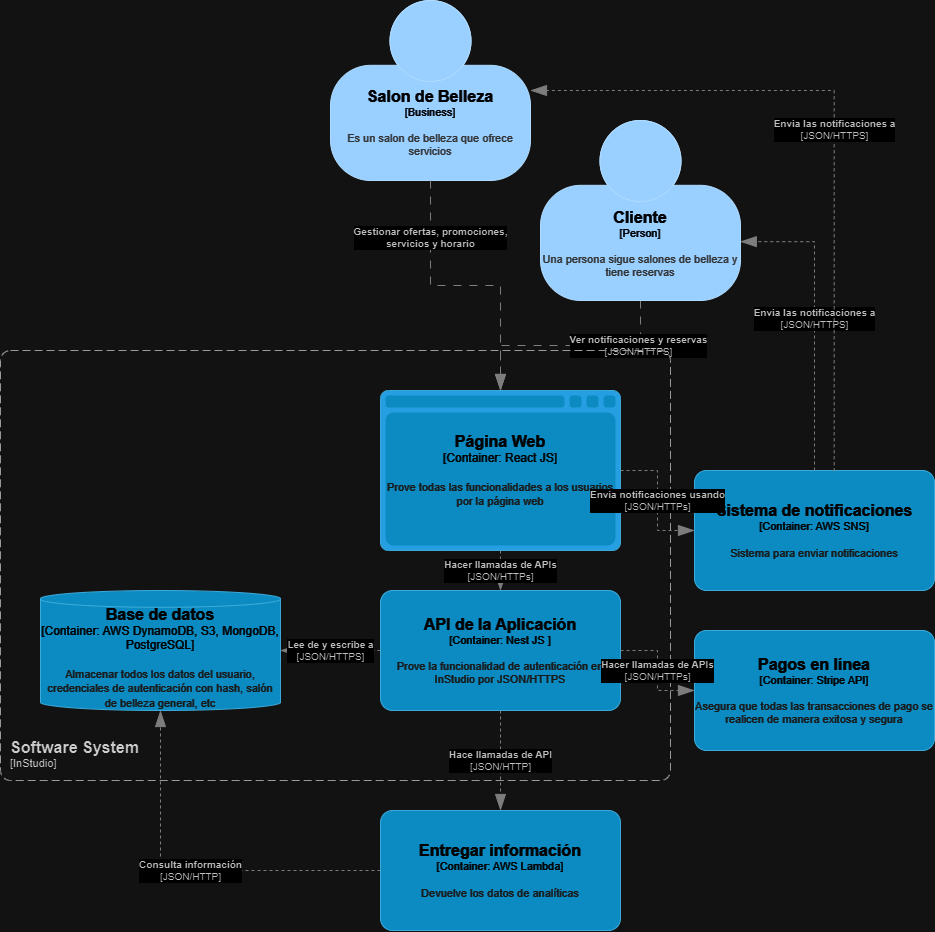 Salon de Belleza
[Business]
Es un salon de belleza que ofrece
servicios
Envia las notificaciones a
[JSON/HTTPS]
Cliente
[Person]
Una persona sigue salones de belleza y
tiene reservas
Gestionar ofertas, promociones,
servicios y horario
Envia las notificaciones a
[JSON/HTTPS]
Ver notificaciones y reservas
[JSON/HTTPS]
Página Web
[Container: React JS]
Prove todas las funcionalidades a los usuarios
por la página web
Envia notificaciones usando
[JSON/HTTPs]
Sistema de notificaciones
[Container: AWS SNS]
Sistema para enviar notificaciones
Hacer llamadas de APIs
[JSON/HTTPs]
Base de datos
[Container: AWS DynamoDB, S3, MongoDB,
PostgreSQL]
Almacenar todos los datos del usuario,
credenciales de autenticación con hash, salón
de belleza general, etc
Lee de y escribe a
[JSON/HTTPS]
API de la Aplicación
[Container: Nest JS ]
Prove la funcionalidad de autenticación en
InStudio por JSON/HTTPS
Hacer llamadas de APIs
[JSON/HTTPs]
Pagos en línea
[Container: Stripe API]
Asegura que todas las transacciones de pago se
realicen de manera exitosa y segura
Software System
[InStudio]
Hace llamadas de API
[JSON/HTTP]
Entregar información
[Container: AWS Lambda]
Devuelve los datos de analíticas
Consulta información
[JSON/HTTP]